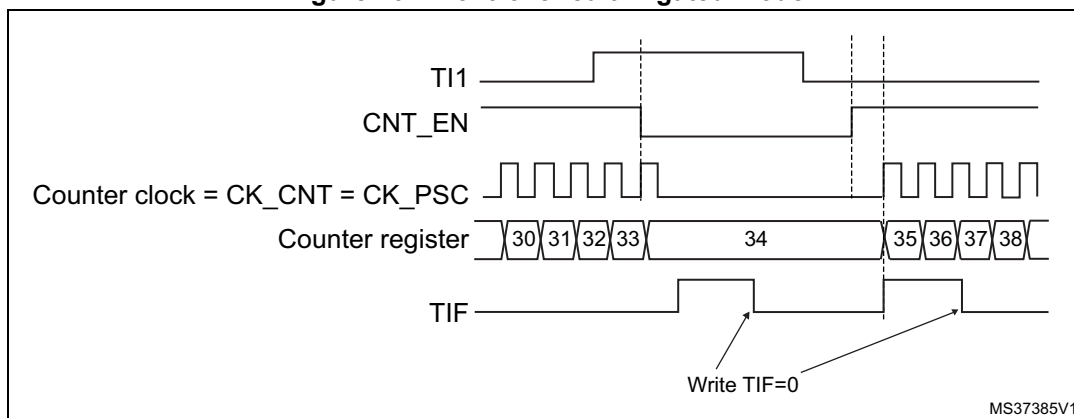 TI1
CNT_EN
Counter clock = CK_CNT = CK_PSC
Counter register 30 31 32 33 34 35 36 37 38
TIF
Write TIF=0
MS37385V1